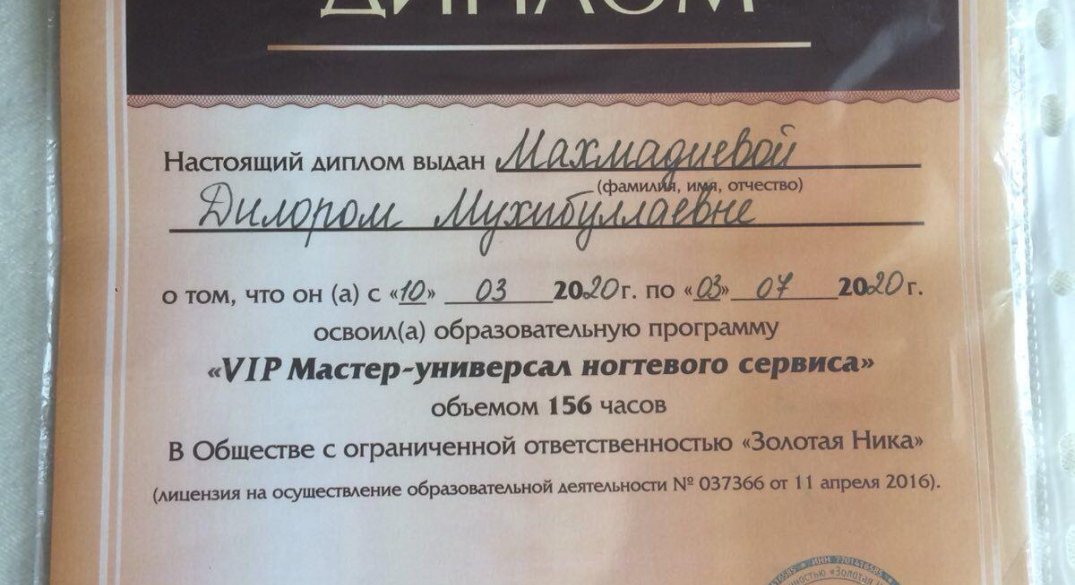 ДИПЛОМ
Настоящий диплом выдан Махмадиевой
(фамилия, имя, отчество)
Дилором Мухибуллаевне
о том, что он (а) с «10» 03 2020 г. по «03» 07 2020 г.
освоил(а) образовательную программу
«VIP Мастер-универсал ногтевого сервиса»
объемом 156 часов
В Обществе с ограниченной ответственностью «Золотая Ника»
(лицензия на осуществление образовательной деятельности № 037366 от 11 апреля 2016).